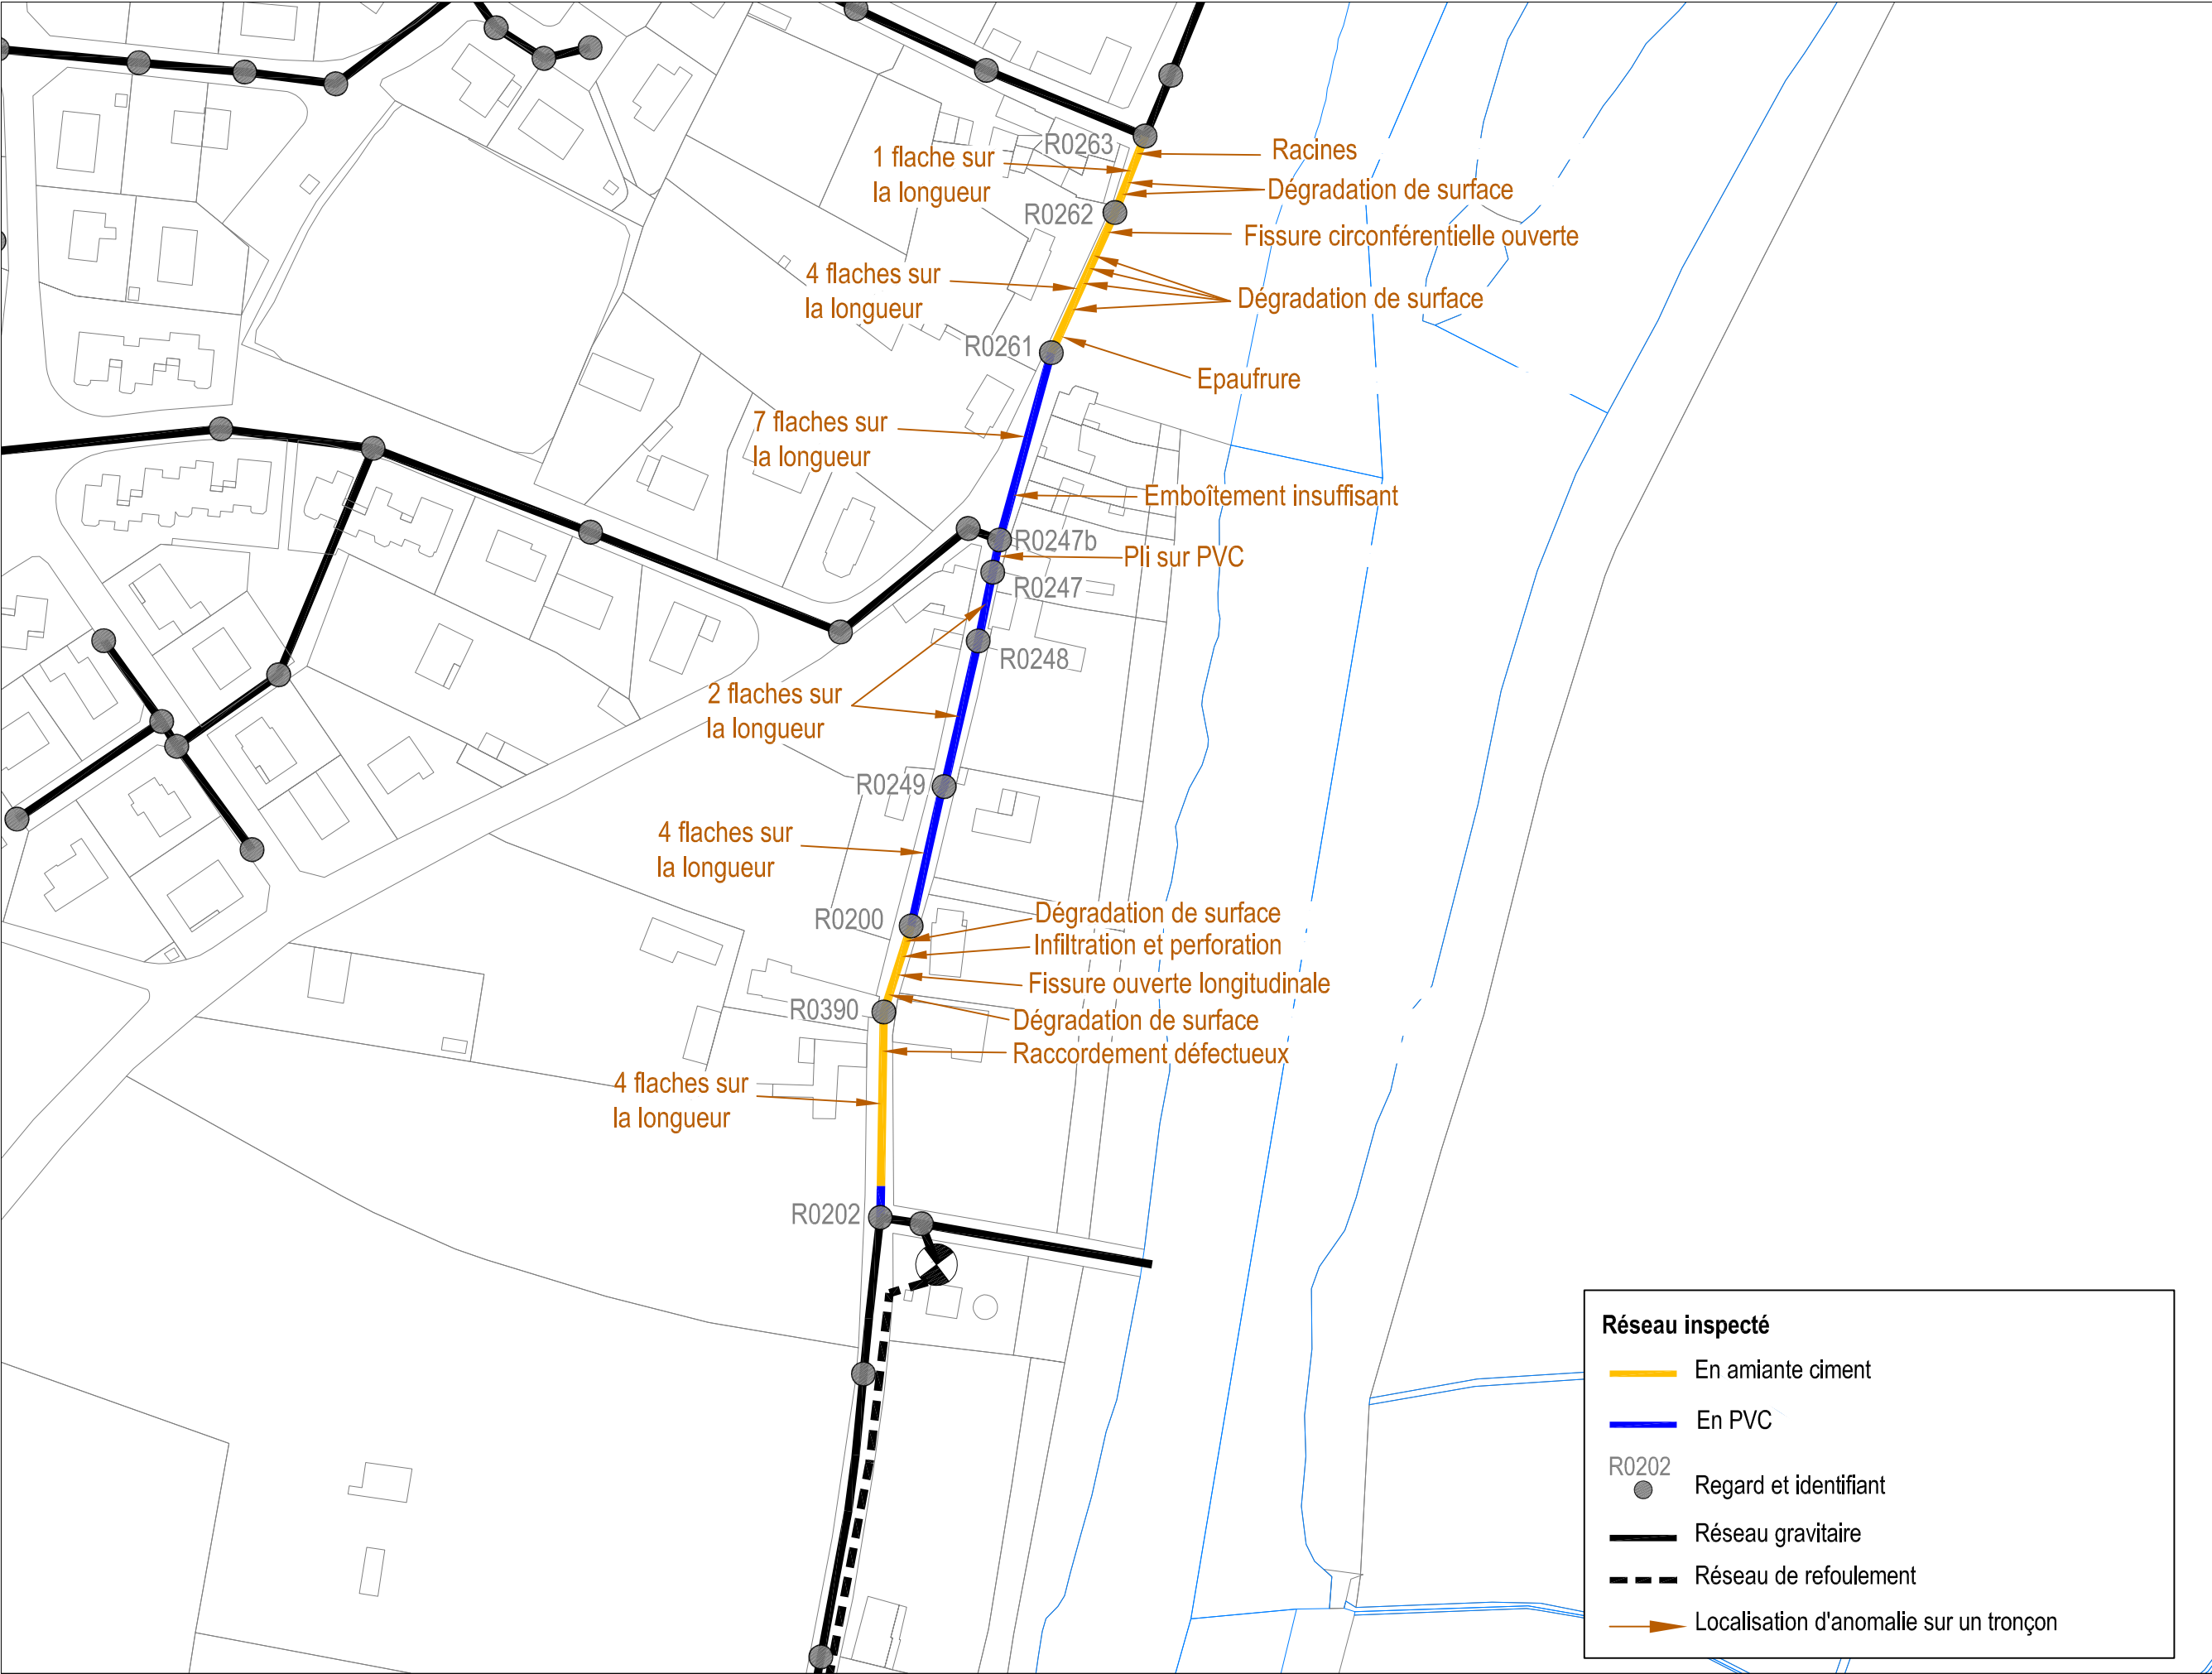 R0263
Racines
1 flache sur
la longueur
Dégradation de surface
R0262
Fissure circonférentielle ouverte
4 flaches sur
la longueur
Dégradation de surface
R0261
Epaufrure
7 flaches sur
la longueur
Emboîtement insuffisant
R0247b
Pli sur PVC
R0247
R0248
2 flaches sur
la longueur
R0249
4 flaches sur
la longueur
R0200
Dégradation de surface
Infiltration et perforation
Fissure ouverte longitudinale
R0390
Dégradation de surface
Raccordement défectueux
4 flaches sur
la longueur
R0202
Réseau inspecté
En amiante ciment
En PVC
R0202
Regard et identifiant
Réseau gravitaire
Réseau de refoulement
Localisation d'anomalie sur un tronçon